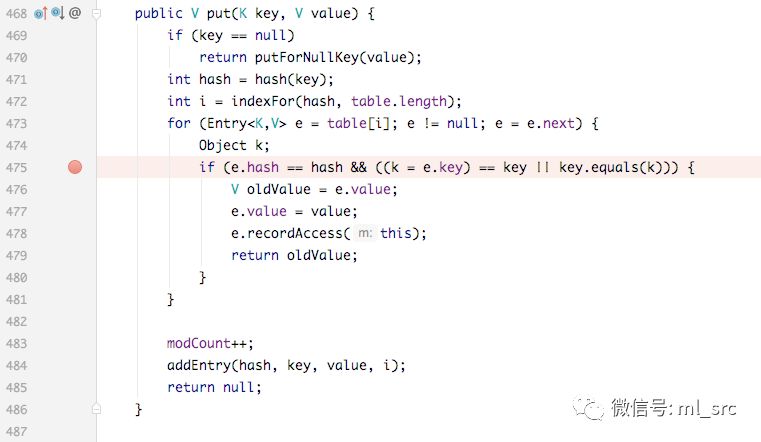 468 @ public V put(K key, V value) {
469 if (key == null)
470 return putForNullKey(value);
471 int hash = hash(key);
472 int i = indexFor(hash, table.length);
473 for (Entry<K,V> e = table[i]; e != null; e = e.next) {
474 Object k;
475 if (e.hash == hash && ((k = e.key) == key || key.equals(k))) {
476 V oldValue = e.value;
477 e.value = value;
478 e.recordAccess( m: this);
479 return oldValue;
480 }
481 }
482
483 modCount++;
484 addEntry(hash, key, value, i);
485 return null;
486 }
487
微信号: ml_src